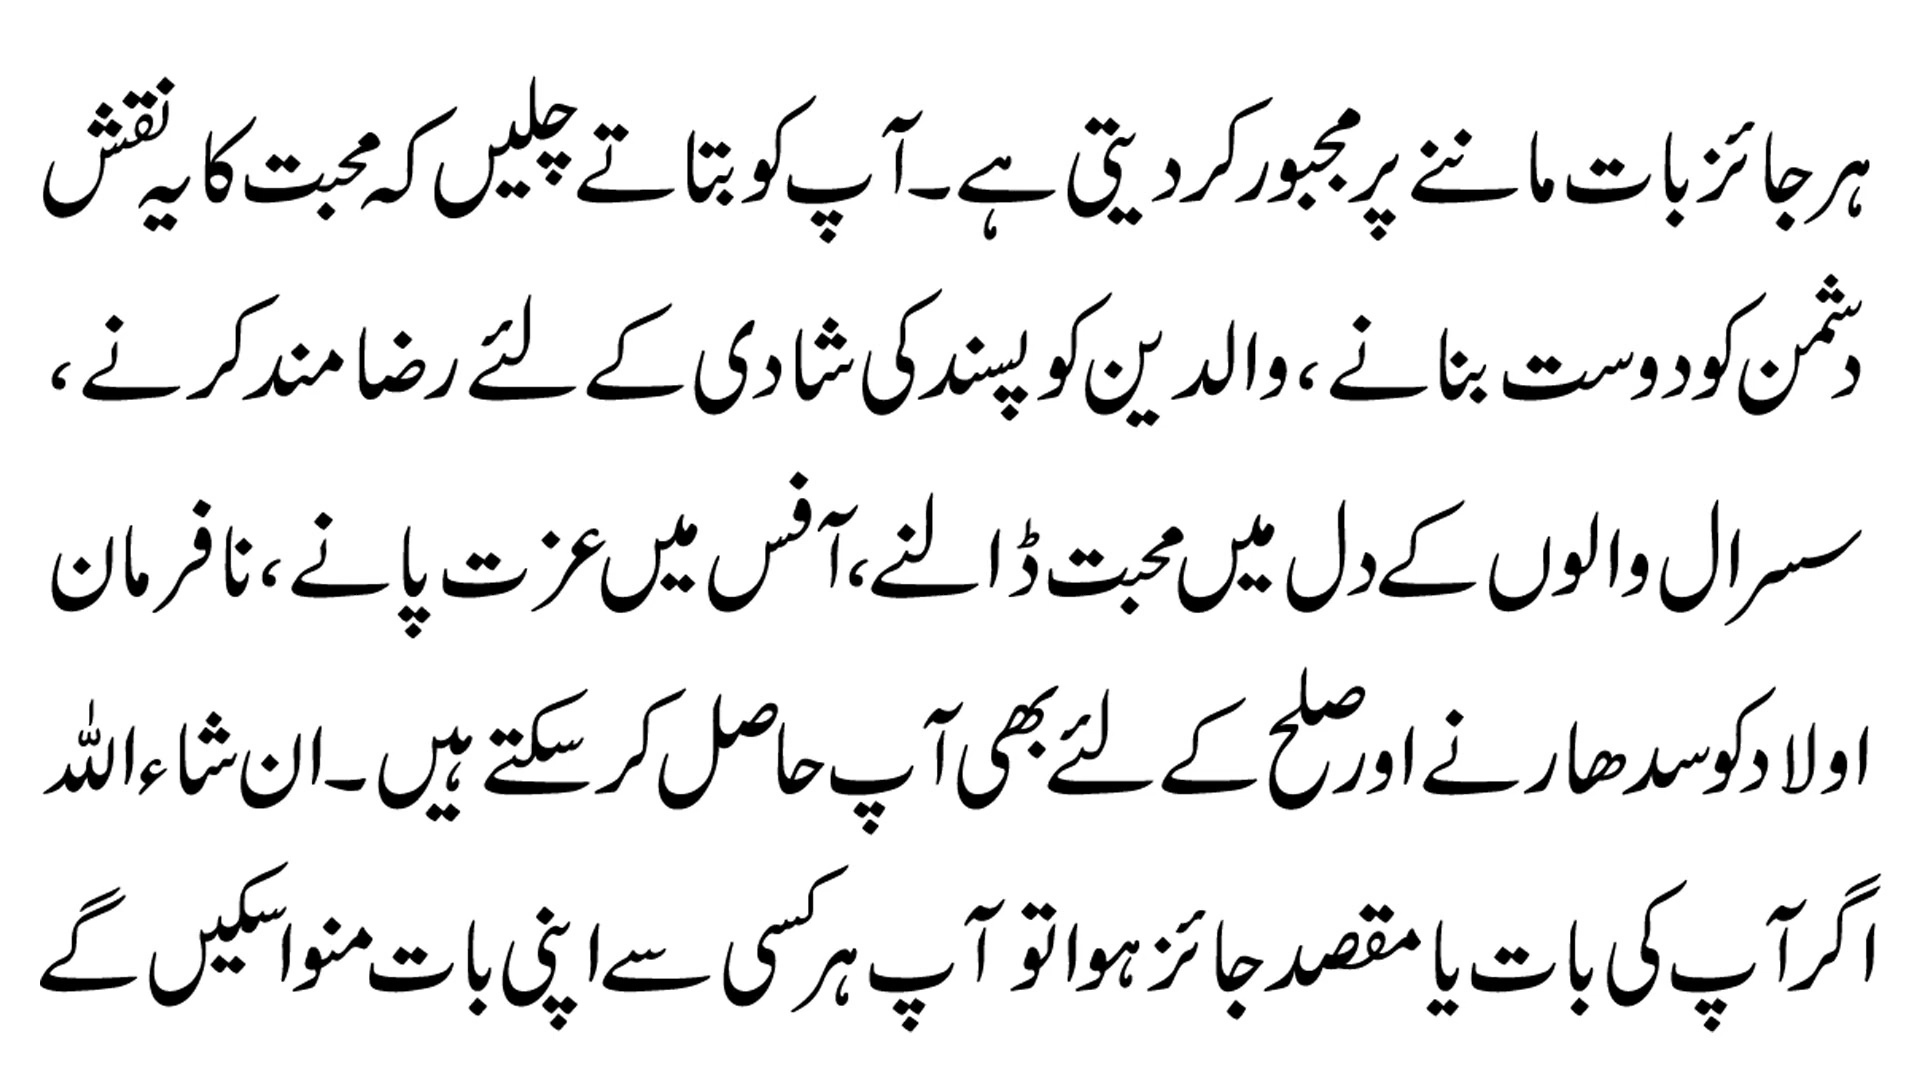 ہر جائز بات ماننے پر مجبور کر دیتی ہے۔ آپ کو بتاتے چلیں کہ محبت کا یہ نقش
دشمن کو دوست بنانے، والدین کو پسند کی شادی کے لئے رضا مند کرنے،
سسرال والوں کے دل میں محبت ڈالنے، آفس میں عزت پانے، نافرمان
اولاد کو سدھارنے اور صلح کے لئے بھی آپ حاصل کر سکتے ہیں۔ ان شاء اللہ
اگر آپ کی بات یا مقصد جائز ہوا تو آپ ہر کسی سے اپنی بات منوا سکیں گے